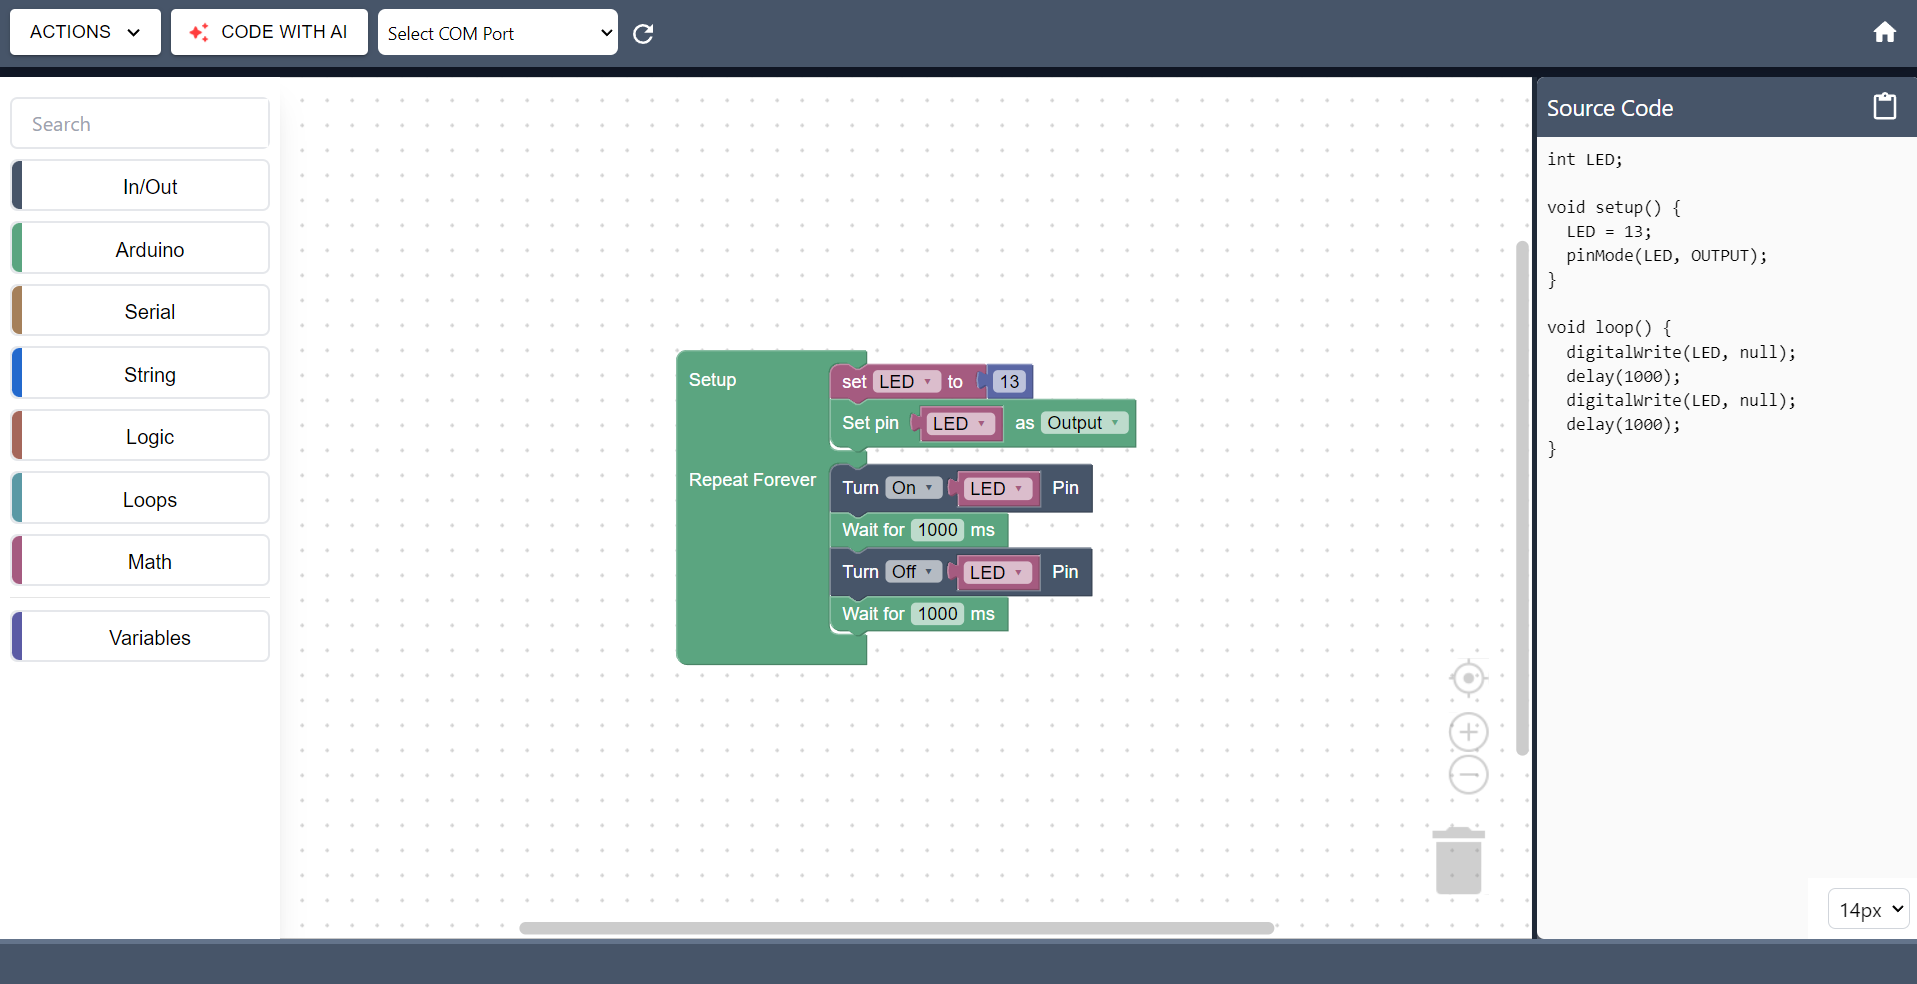 ACTIONS
CODE WITH AI
Select COM Port
Search
In/Out
Arduino
Serial
String
Logic
Loops
Math
Variables
Setup
set LED to 13
Set pin LED as Output
Repeat Forever
Turn On LED Pin
Wait for 1000 ms
Turn Off LED Pin
Wait for 1000 ms
Source Code
int LED;
void setup() {
LED = 13;
pinMode(LED, OUTPUT);
}
void loop() {
digitalWrite(LED, null);
delay(1000);
digitalWrite(LED, null);
delay(1000);
}
14px